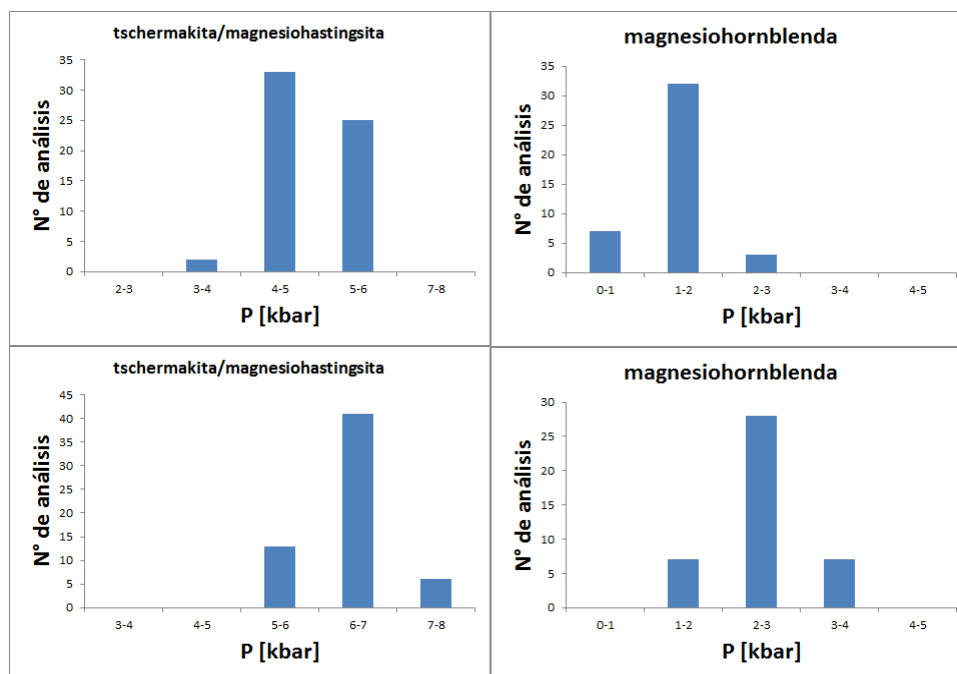 tschermakita/magnesiohastingsita
35
30
25
20
15
10
5
0
N° de análisis
2-3 3-4 4-5 5-6 7-8
P [kbar]
magnesiohornblenda
35
30
25
20
15
10
5
0
N° de análisis
0-1 1-2 2-3 3-4 4-5
P [kbar]
tschermakita/magnesiohastingsita
45
40
35
30
25
20
15
10
5
0
N° de análisis
3-4 4-5 5-6 6-7 7-8
P [kbar]
magnesiohornblenda
30
25
20
15
10
5
0
N° de análisis
0-1 1-2 2-3 3-4 4-5
P [kbar]